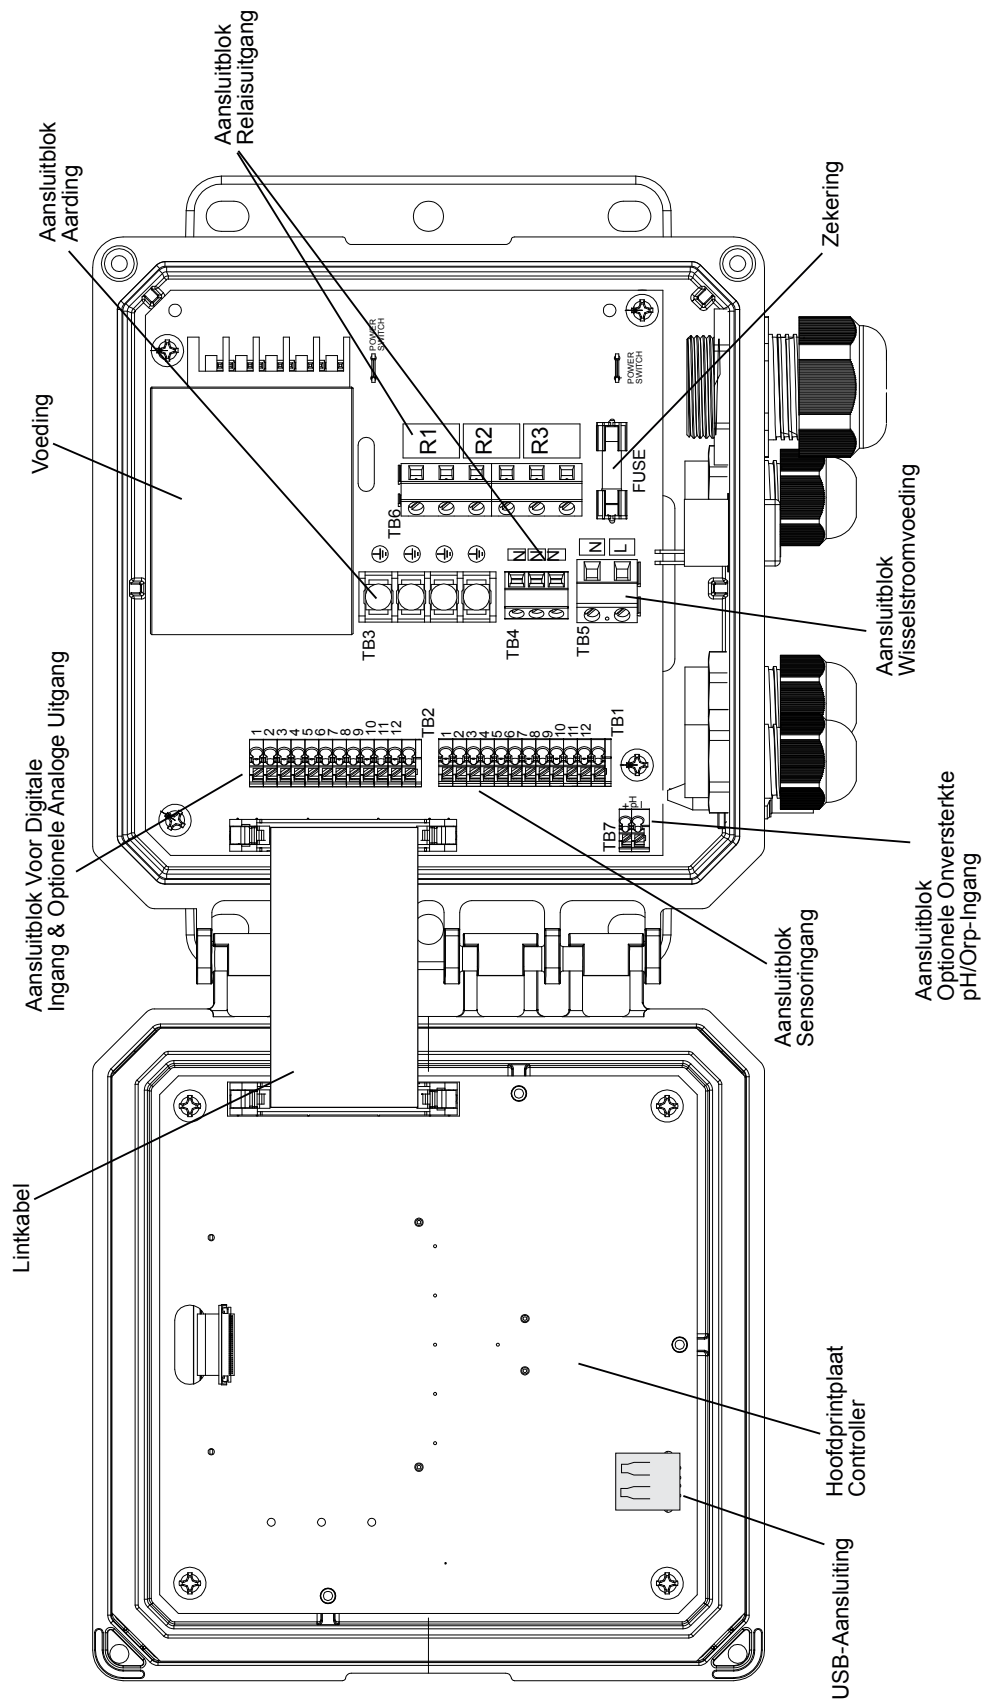 Lintkabel
Aansluitblok Voor Digitale
Ingang & Optionele Analoge Uitgang
Voeding
Aansluitblok
Aarding
Aansluitblok
Relaisuitgang
POWER
SWITCH
POWER
SWITCH
R1
R2
R3
TB6
FUSE
N
N
N
N
L
TB3
TB4
TB5
1
2
3
4
5
6
7
8
9
10
11
12
TB2
1
2
3
4
5
6
7
8
9
10
11
12
TB1
TB7
+
pH
-
USB-Aansluiting
Hoofdprintplaat
Controller
Aansluitblok
Sensoringang
Aansluitblok
Optionele Onversterkte
pH/Orp-Ingang
Aansluitblok
Wisselstroomvoeding
Zekering